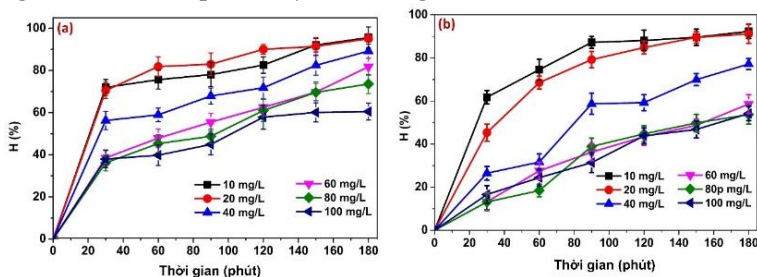 (a)
H (%)
100
80
60
40
20
0
10 mg/L
20 mg/L
40 mg/L
60 mg/L
80 mg/L
100 mg/L
0 20 40 60 80 100 120 140 160 180
Thời gian (phút)
(b)
H (%)
100
80
60
40
20
0
10 mg/L
20 mg/L
40 mg/L
60 mg/L
80p mg/L
100 mg/L
0 20 40 60 80 100 120 140 160 180
Thời gian (phút)